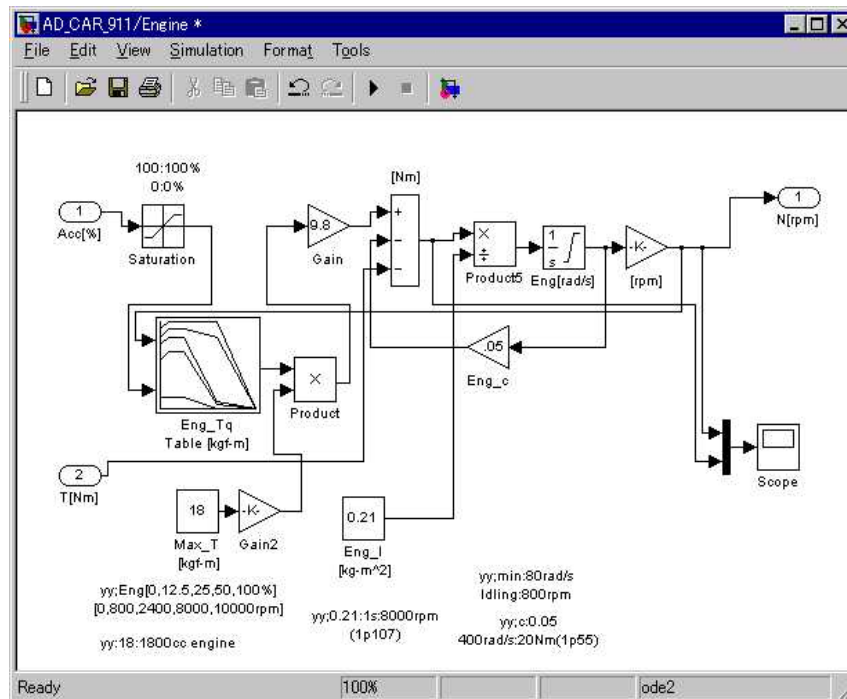 AD_CAR_911/Engine *
File Edit View Simulation Format Tools
100:100%
0:0%
[Nm]
1
Acc[%]
Saturation
9.8
Gain
+
−
−
×
÷
Product5
1
s
Eng[rad/s]
-K-
[rpm]
1
N[rpm]
.05
Eng_c
Eng_Tq
Table [kgf-m]
×
Product
Scope
2
T[Nm]
18
Max_T
[kgf-m]
-K-
Gain2
0.21
Eng_I
[kg-m^2]
yy;Eng[0,12.5,25,50,100%]
[0,800,2400,8000,10000rpm]
yy:18:1800cc engine
yy;0.21:1s:8000rpm
(1p107)
yy;min:80rad/s
Idling:800rpm
yy;c:0.05
400rad/s:20Nm(1p55)
Ready 100% ode2